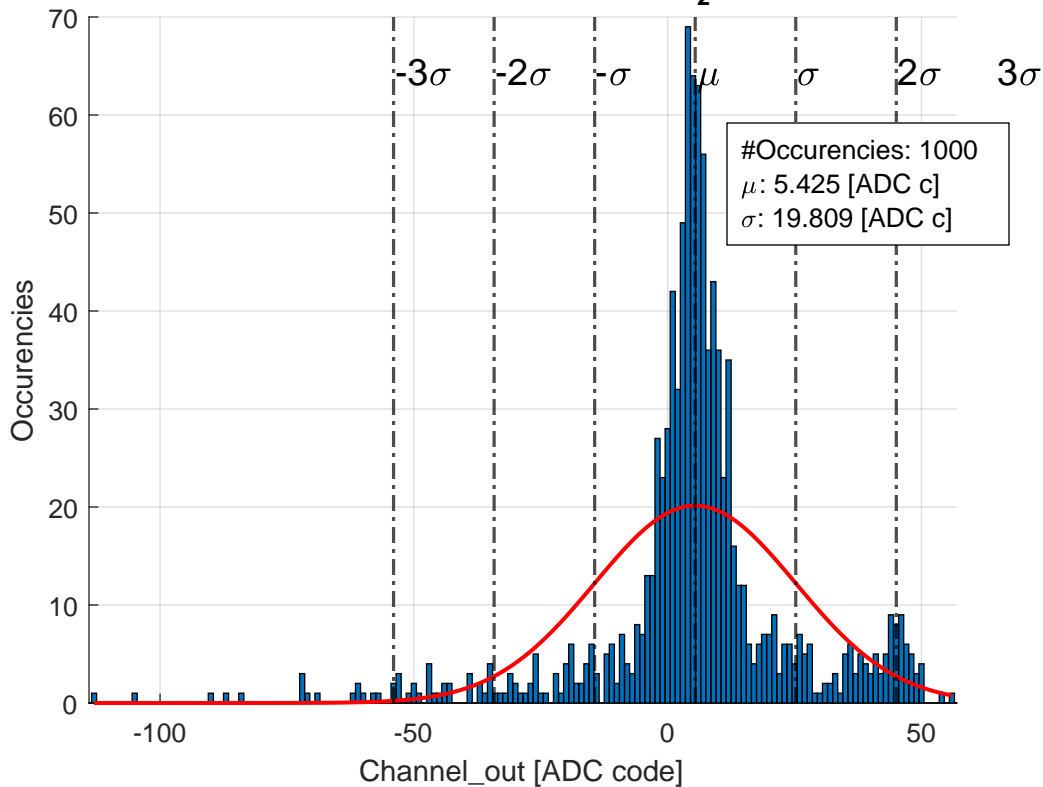 2
70
60
50
40
30
20
10
0
-100
-50
0
50
-3σ
-2σ
-σ
μ
σ
2σ
3σ
#Occurencies: 1000
μ: 5.425 [ADC c]
σ: 19.809 [ADC c]
Occurencies
Channel_out [ADC code]